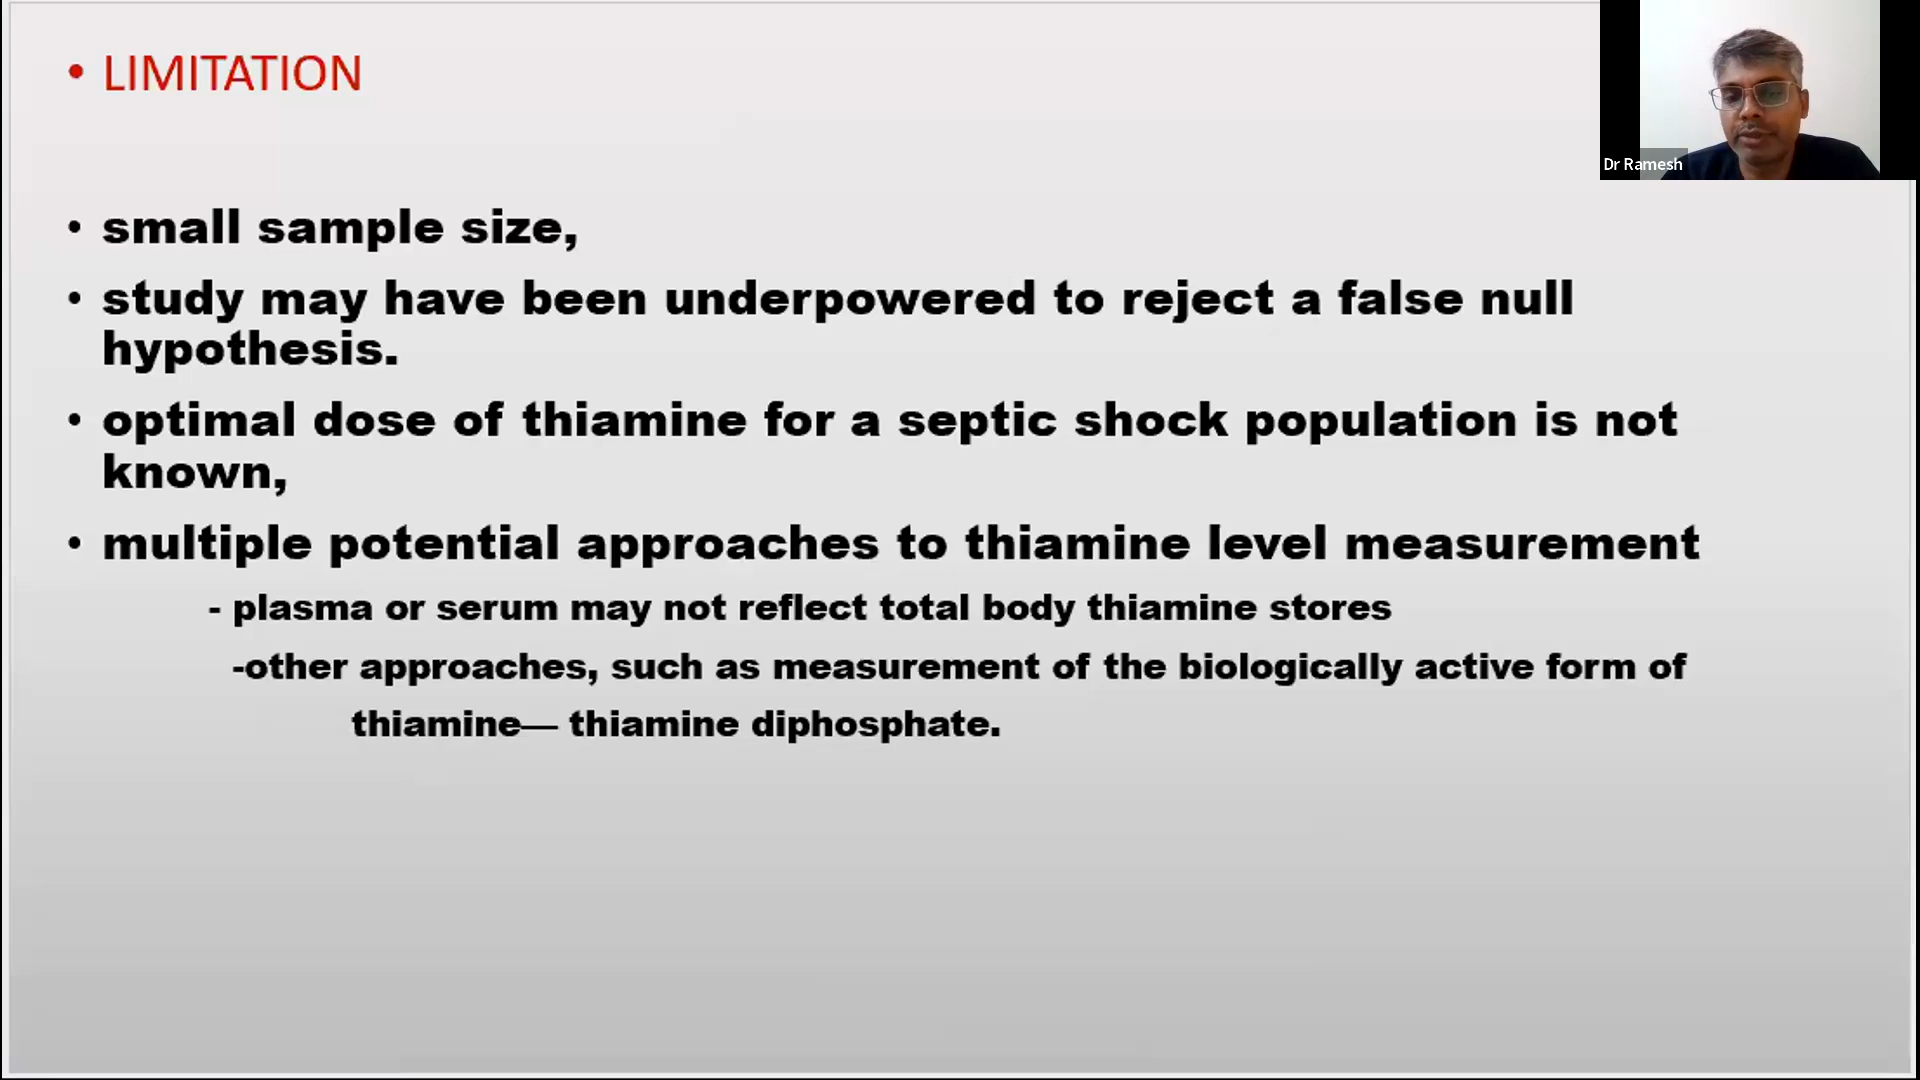 • LIMITATION
Dr Ramesh
• small sample size,
• study may have been underpowered to reject a false null
hypothesis.
• optimal dose of thiamine for a septic shock population is not
known,
• multiple potential approaches to thiamine level measurement
- plasma or serum may not reflect total body thiamine stores
-other approaches, such as measurement of the biologically active form of
thiamine— thiamine diphosphate.